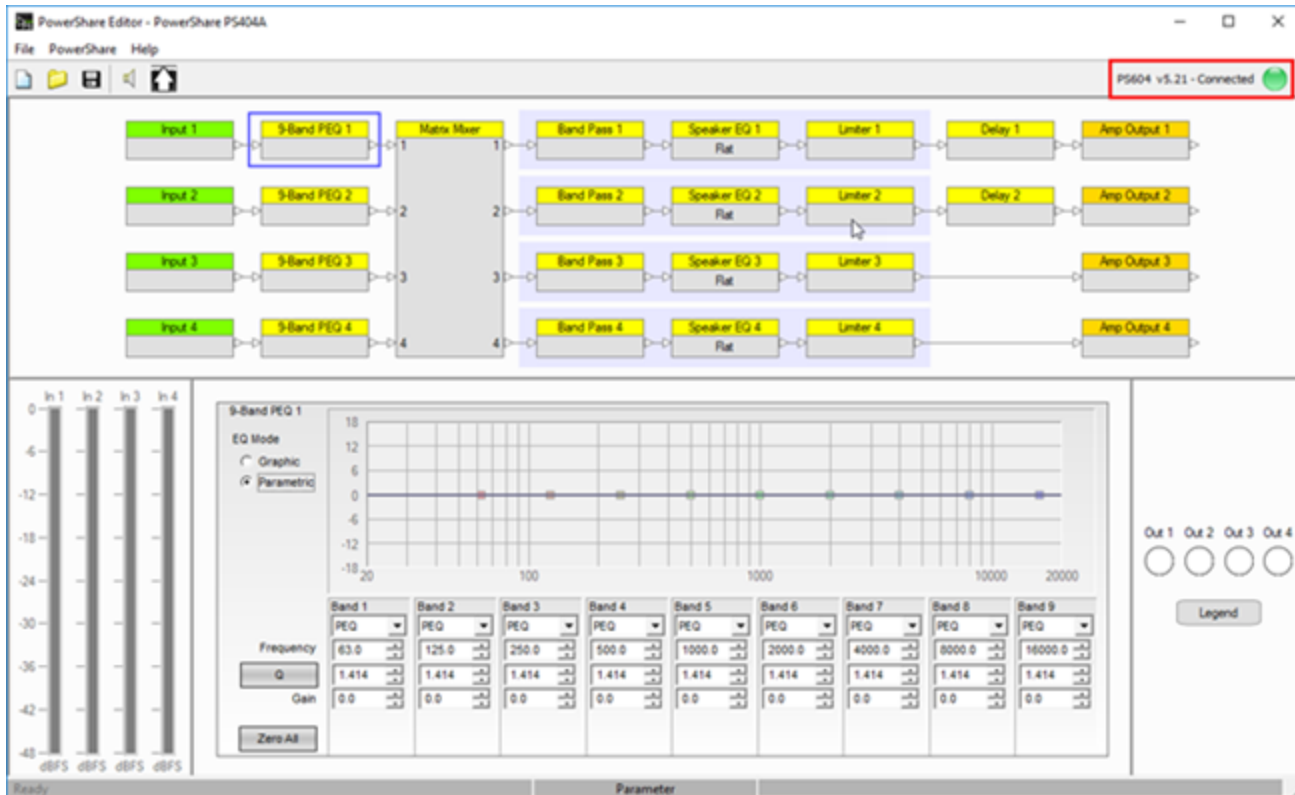 PowerShare Editor - PowerShare PS404A
File PowerShare Help
PS604 v5.21 - Connected
Input 1 9-Band PEQ 1 Matrix Mixer Band Pass 1 Speaker EQ 1 Limiter 1 Delay 1 Amp Output 1
1 1 Flat
Input 2 9-Band PEQ 2 Band Pass 2 Speaker EQ 2 Limiter 2 Delay 2 Amp Output 2
2 2 Flat
Input 3 9-Band PEQ 3 Band Pass 3 Speaker EQ 3 Limiter 3 Amp Output 3
3 3 Flat
Input 4 9-Band PEQ 4 Band Pass 4 Speaker EQ 4 Limiter 4 Amp Output 4
4 4 Flat
In 1 In 2 In 3 In 4
0
-6
-12
-18
-24
-30
-36
-42
-48
dBFS dBFS dBFS dBFS
9-Band PEQ 1
EQ Mode
Graphic
Parametric
18
12
6
0
-6
-12
-18
20 100 1000 10000 20000
Band 1 Band 2 Band 3 Band 4 Band 5 Band 6 Band 7 Band 8 Band 9
PEQ PEQ PEQ PEQ PEQ PEQ PEQ PEQ PEQ
Frequency 63.0 125.0 250.0 500.0 1000.0 2000.0 4000.0 8000.0 16000.0
Q 1.414 1.414 1.414 1.414 1.414 1.414 1.414 1.414 1.414
Gain 0.0 0.0 0.0 0.0 0.0 0.0 0.0 0.0 0.0
Zero All
Out 1 Out 2 Out 3 Out 4
Legend
Ready Parameter